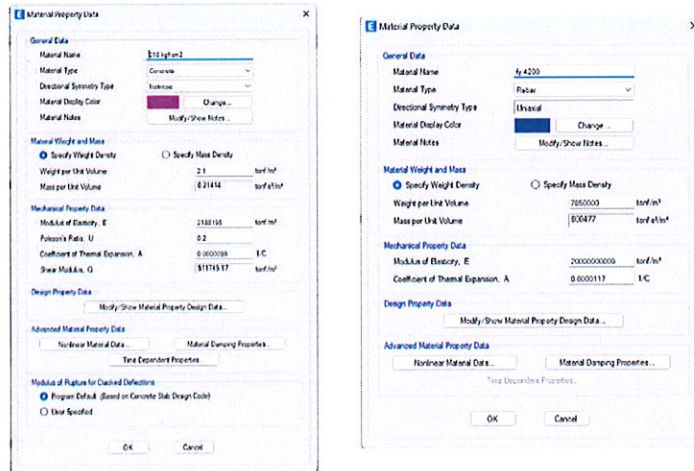 Material Property Data
General Data
Material Name 210 kgf/cm2
Material Type Concrete
Directional Symmetry Type Isotropic
Material Display Color Change...
Material Notes Modify/Show Notes...
Material Weight and Mass
Specify Weight Density Specify Mass Density
Weight per Unit Volume tonf/m³
Mass per Unit Volume tonf-s²/m⁴
Mechanical Property Data
Modulus of Elasticity, E tonf/m²
Poisson's Ratio, U 0.2
Coefficient of Thermal Expansion, A 0.0000099 1/C
Shear Modulus, G tonf/m²
Design Property Data
Modify/Show Material Property Design Data...
Advanced Material Property Data
Nonlinear Material Data... Material Damping Properties...
Time Dependent Properties...
Modulus of Rupture for Cracked Deflections
Program Default (Based on Concrete Slab Design Code)
User Specified
OK Cancel
Material Property Data
General Data
Material Name fy 4200
Material Type Rebar
Directional Symmetry Type Uniaxial
Material Display Color Change...
Material Notes Modify/Show Notes...
Material Weight and Mass
Specify Weight Density Specify Mass Density
Weight per Unit Volume 7850000 tonf/m³
Mass per Unit Volume 800477 tonf-s²/m⁴
Mechanical Property Data
Modulus of Elasticity, E 20000000000 tonf/m²
Coefficient of Thermal Expansion, A 0.0000117 1/C
Design Property Data
Modify/Show Material Property Design Data...
Advanced Material Property Data
Nonlinear Material Data... Material Damping Properties...
Time Dependent Properties...
OK Cancel